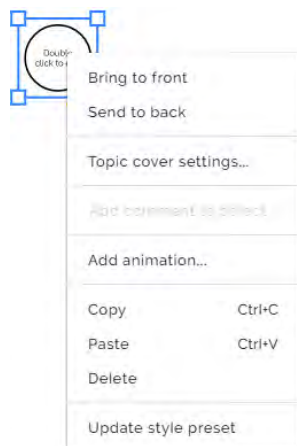 Double
click to
Bring to front
Send to back
Topic cover settings...
Add comment to object
Add animation...
Copy Ctrl+C
Paste Ctrl+V
Delete
Update style preset